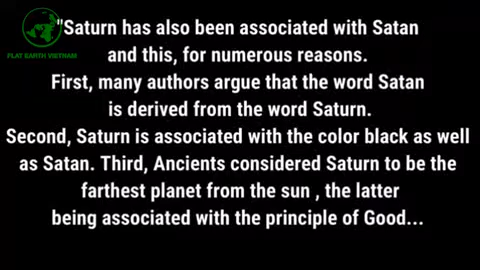 "Saturn has also been associated with Satan
and this, for numerous reasons.
First, many authors argue that the word Satan
is derived from the word Saturn.
Second, Saturn is associated with the color black as well
as Satan. Third, Ancients considered Saturn to be the
farthest planet from the sun , the latter
being associated with the principle of Good...
FLAT EARTH VIETNAM